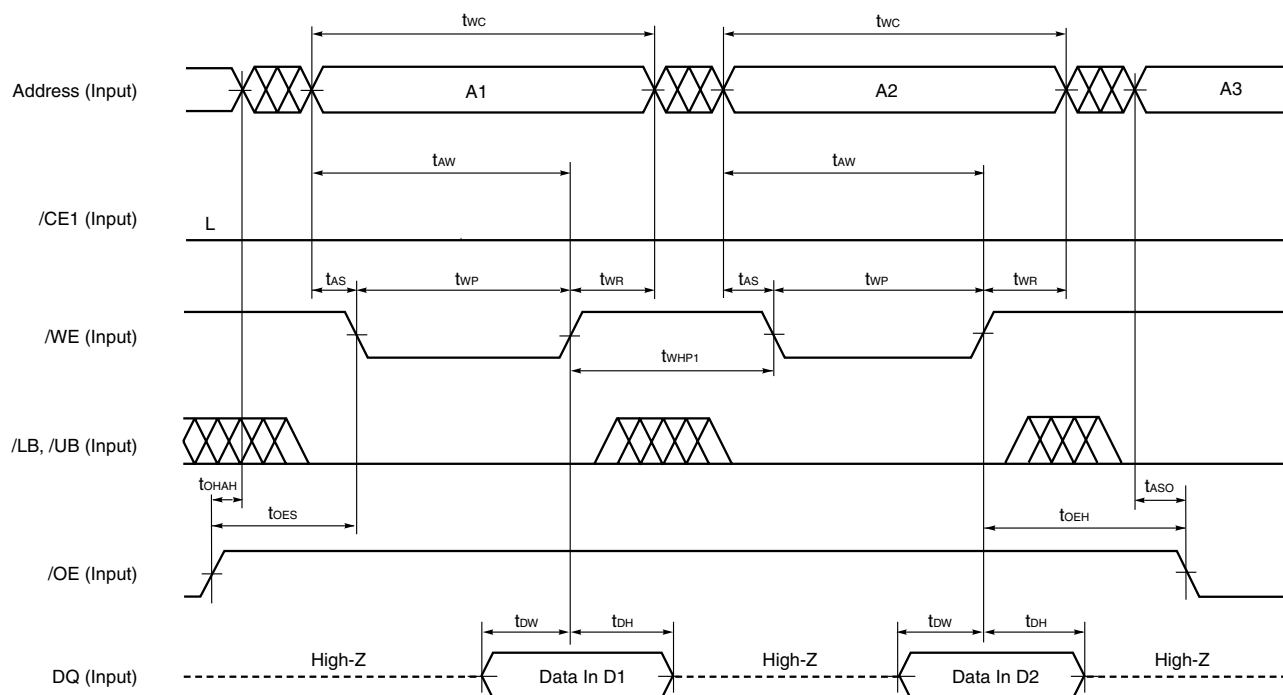 tWC tWC
Address (Input) A1 A2 A3
tAW tAW
/CE1 (Input) L
tAS tWP tWR tAS tWP tWR
/WE (Input)
tWHP1
/LB, /UB (Input)
tOHAH tASO
tOES tOEH
/OE (Input)
tDW tDH tDW tDH
High-Z High-Z High-Z
DQ (Input) Data In D1 Data In D2